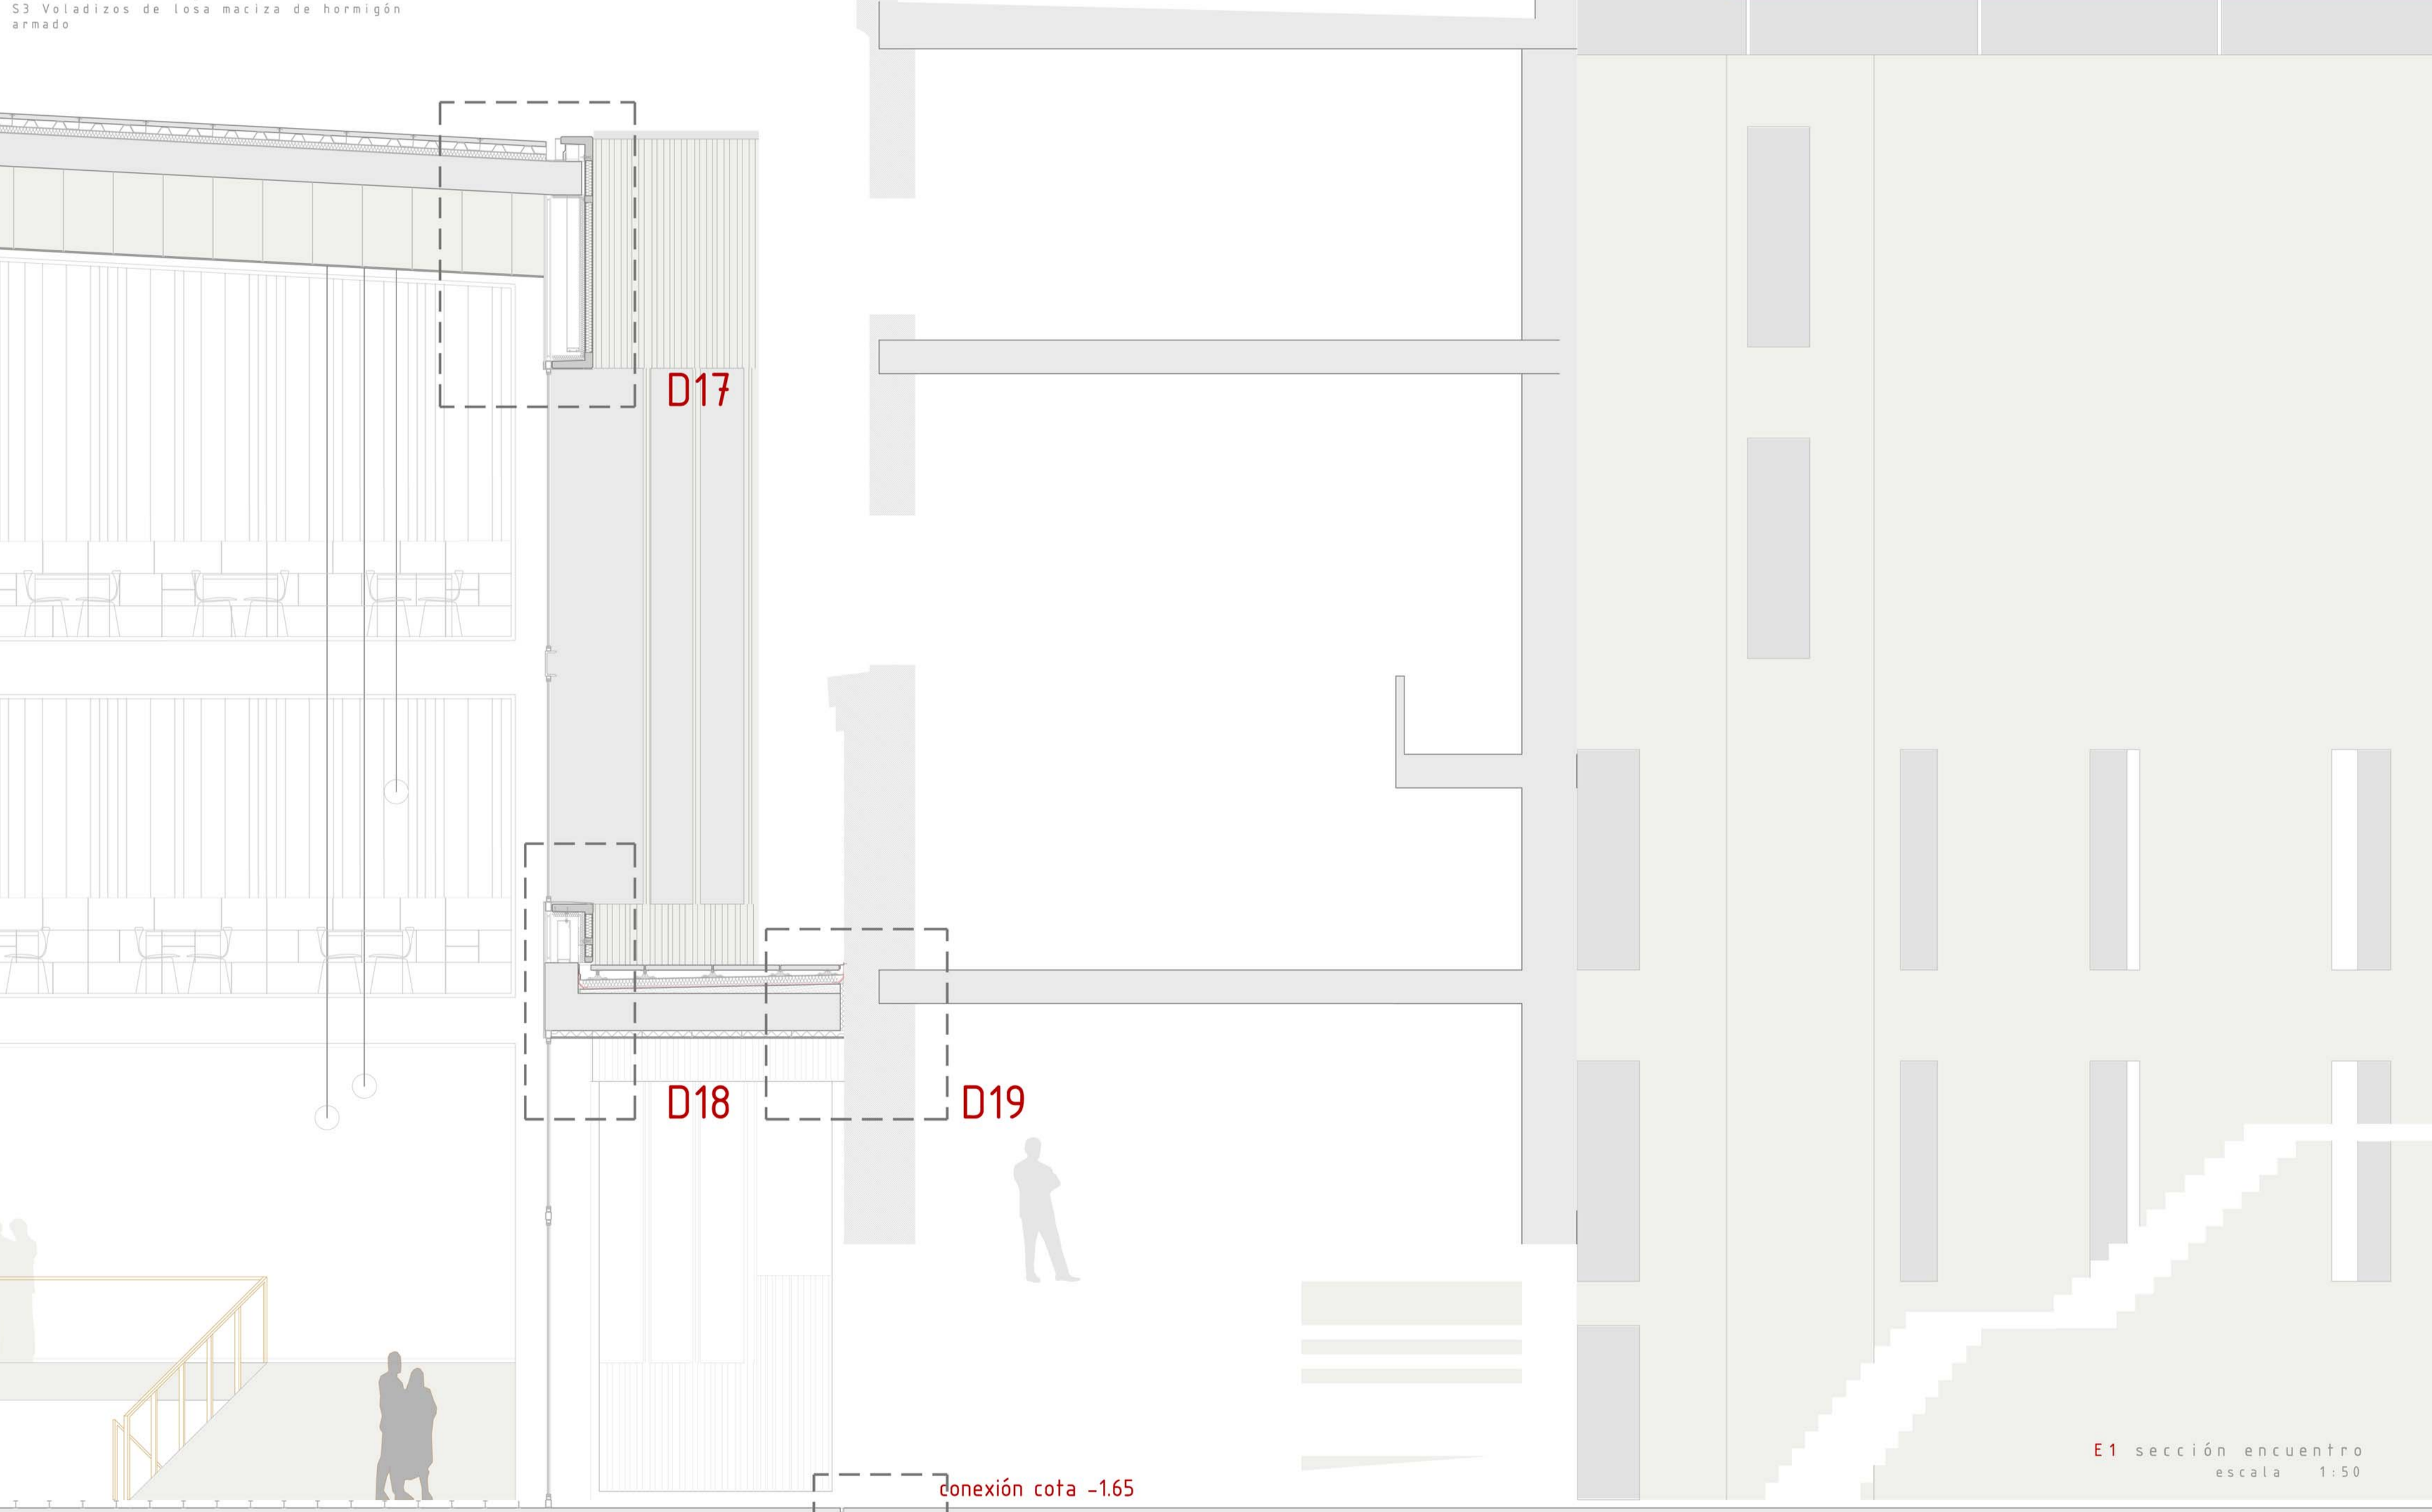 S3 Voladizos de losa maciza de hormigón
armado
D17
D18
D19
E1 sección encuentro
escala 1:50
conexión cota -1.65